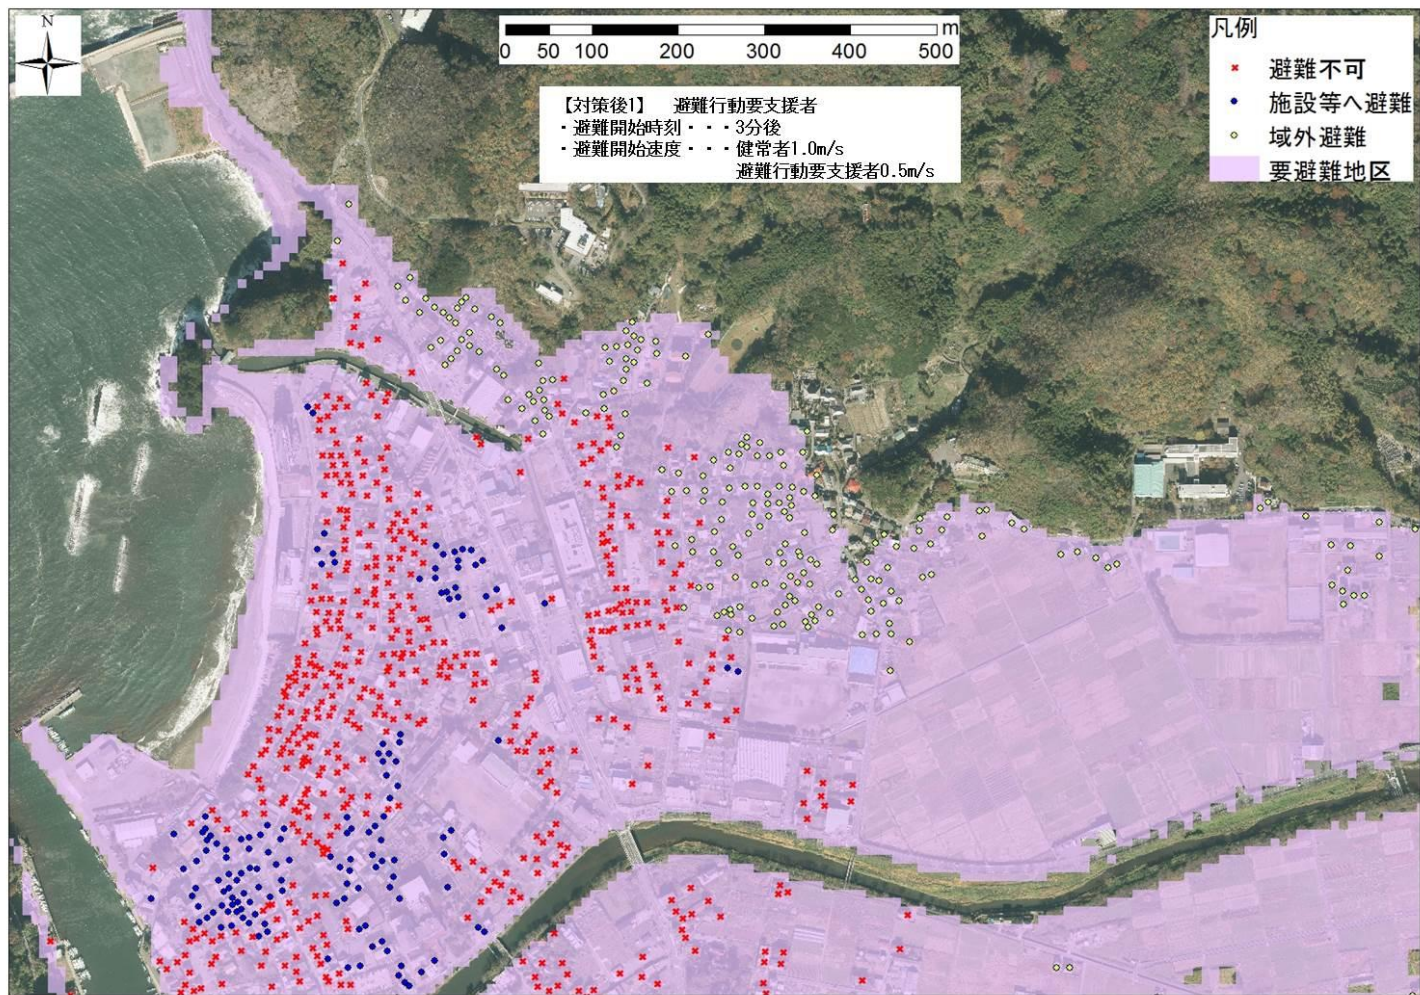 N
0 50 100 200 300 400 500 m
【対策後1】 避難行動要支援者
・避難開始時刻・・・3分後
・避難開始速度・・・健常者1.0m/s
避難行動要支援者0.5m/s
凡例
避難不可
施設等へ避難
域外避難
要避難地区